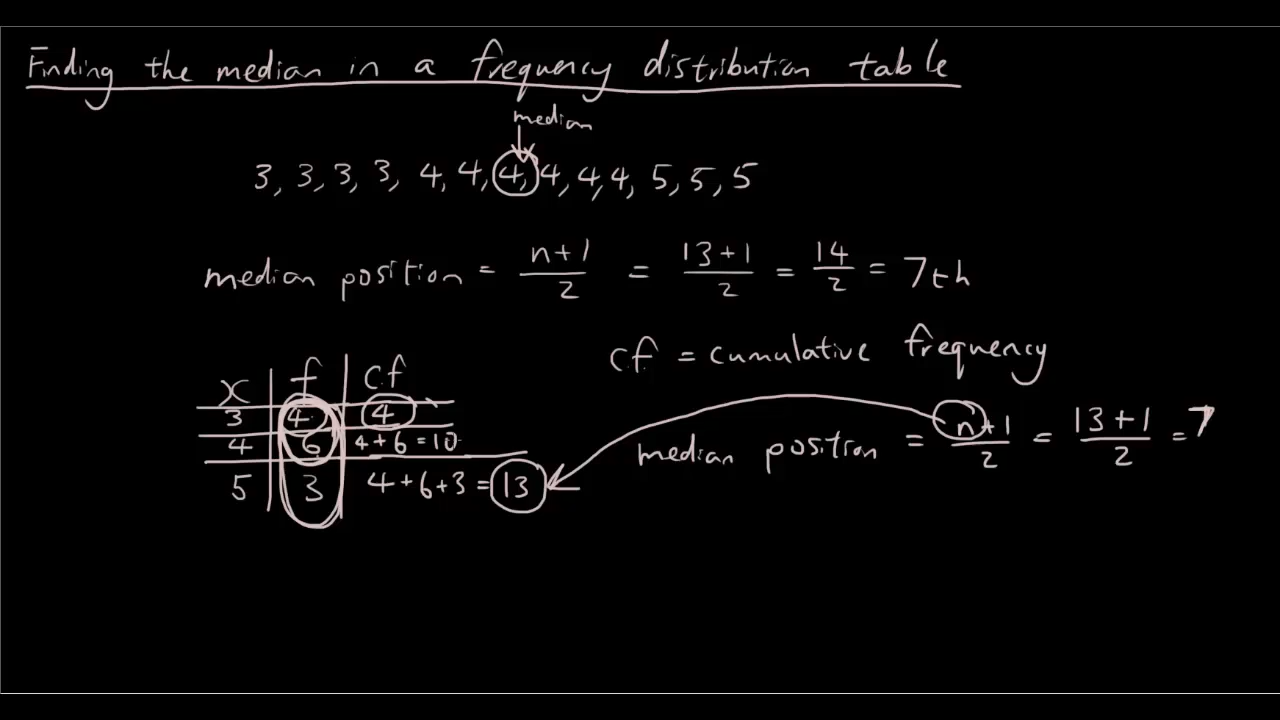 Finding the median in a frequency distribution table
median
3, 3, 3, 3, 4, 4, 4, 4, 4, 4, 5, 5, 5
median position = n+1/2 = 13+1/2 = 14/2 = 7th
cf = cumulative frequency
x f cf
3 4 4
4 6 4+6=10
5 3 4+6+3=13
median position = n+1/2 = 13+1/2 = 7